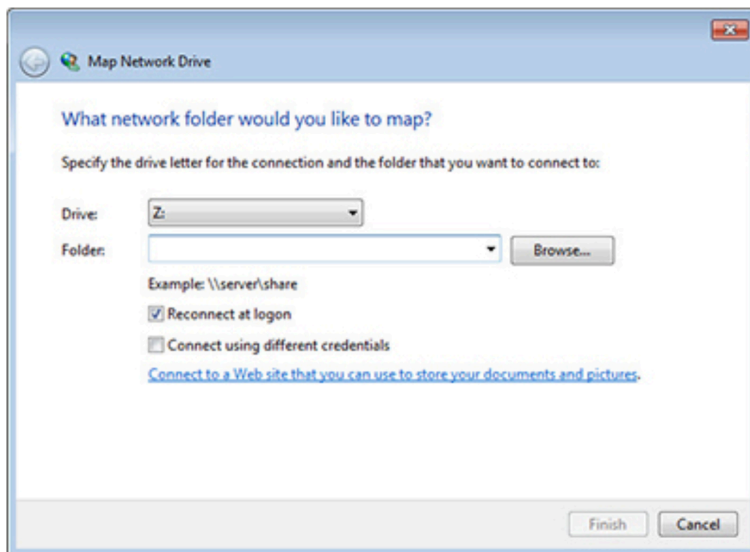 Map Network Drive
What network folder would you like to map?
Specify the drive letter for the connection and the folder that you want to connect to:
Drive: Z:
Folder: Browse...
Example: \\server\share
Reconnect at logon
Connect using different credentials
Connect to a Web site that you can use to store your documents and pictures.
Finish Cancel